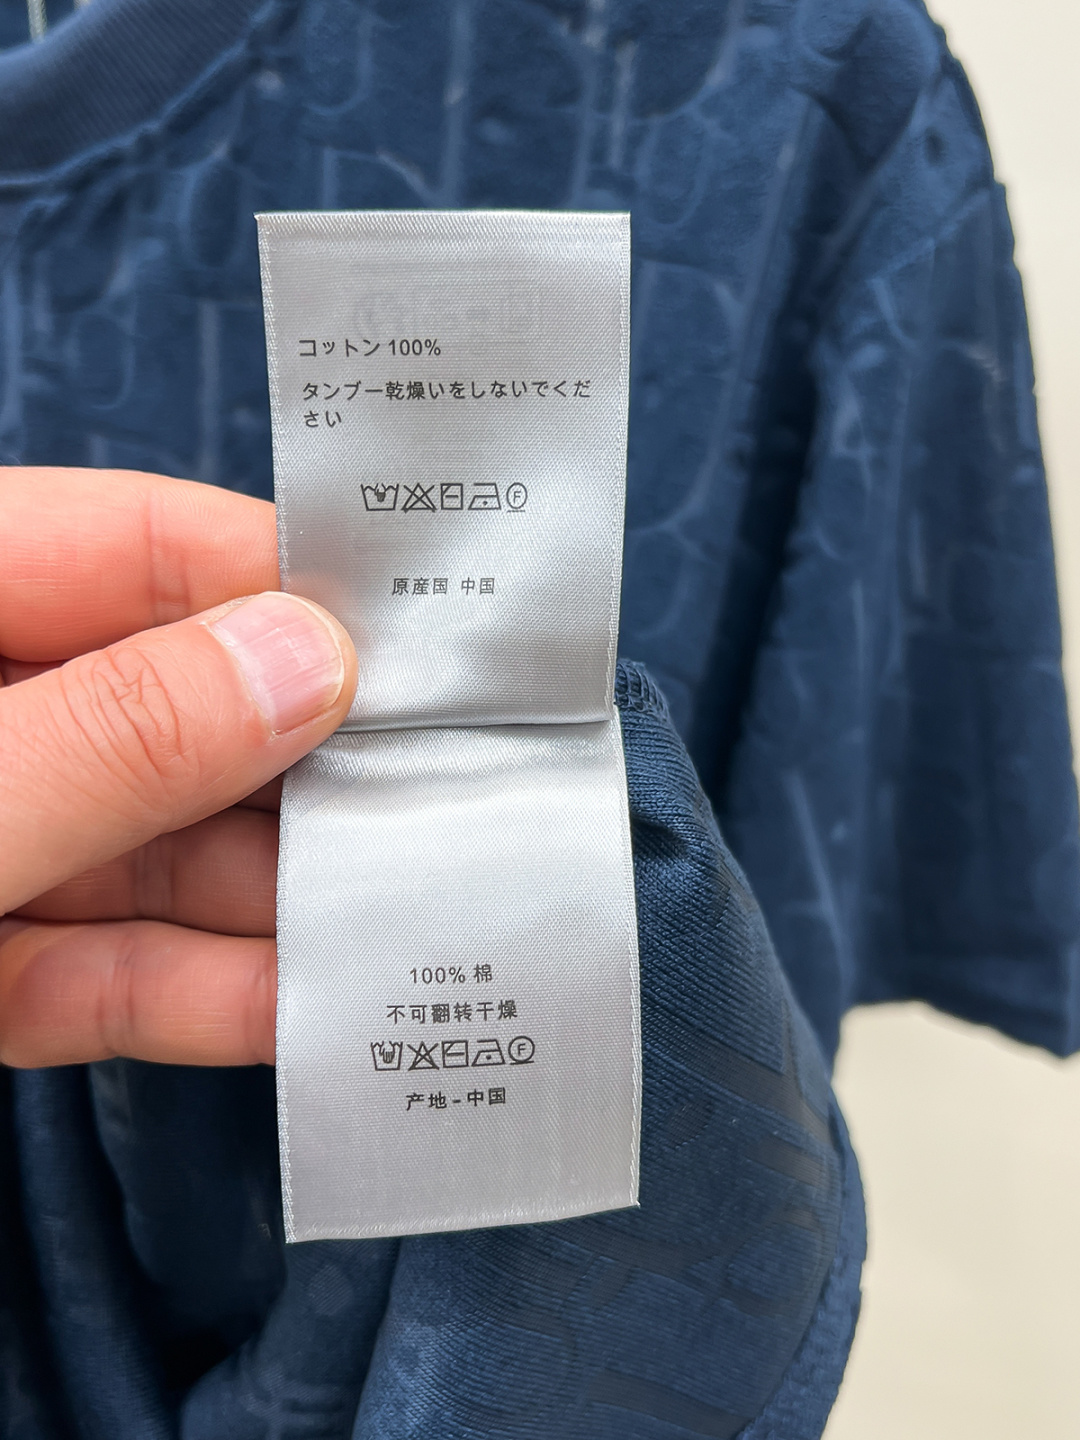 コットン 100%
タンブー乾燥いをしないでくだ
さい
F
原産国 中国
100% 棉
不可翻转干燥
F
产地 - 中国